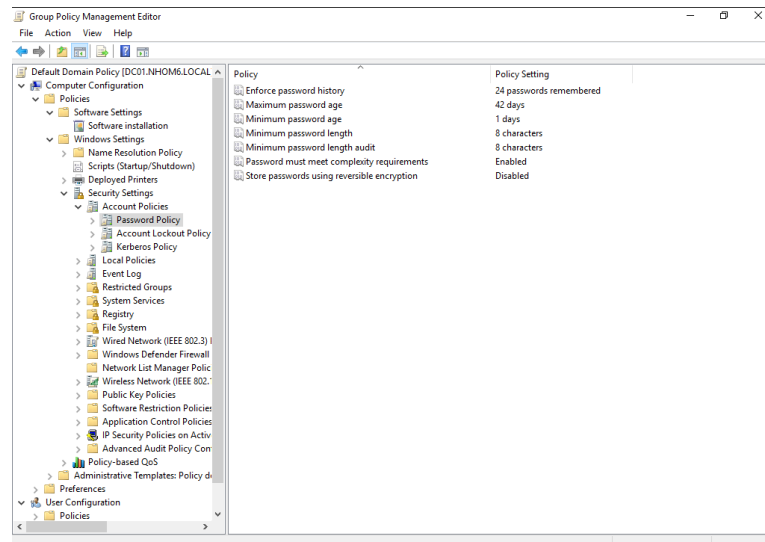 Group Policy Management Editor
File Action View Help
Default Domain Policy [DC01.NHOM6.LOCAL
Computer Configuration
Policies
Software Settings
Software installation
Windows Settings
Name Resolution Policy
Scripts (Startup/Shutdown)
Deployed Printers
Security Settings
Account Policies
Password Policy
Account Lockout Policy
Kerberos Policy
Local Policies
Event Log
Restricted Groups
System Services
Registry
File System
Wired Network (IEEE 802.3)
Windows Defender Firewall
Network List Manager Polic
Wireless Network (IEEE 802.
Public Key Policies
Software Restriction Policies
Application Control Policies
IP Security Policies on Activ
Advanced Audit Policy Con
Policy-based QoS
Administrative Templates: Policy d
Preferences
User Configuration
Policies
Policy Policy Setting
Enforce password history 24 passwords remembered
Maximum password age 42 days
Minimum password age 1 days
Minimum password length 8 characters
Minimum password length audit 8 characters
Password must meet complexity requirements Enabled
Store passwords using reversible encryption Disabled